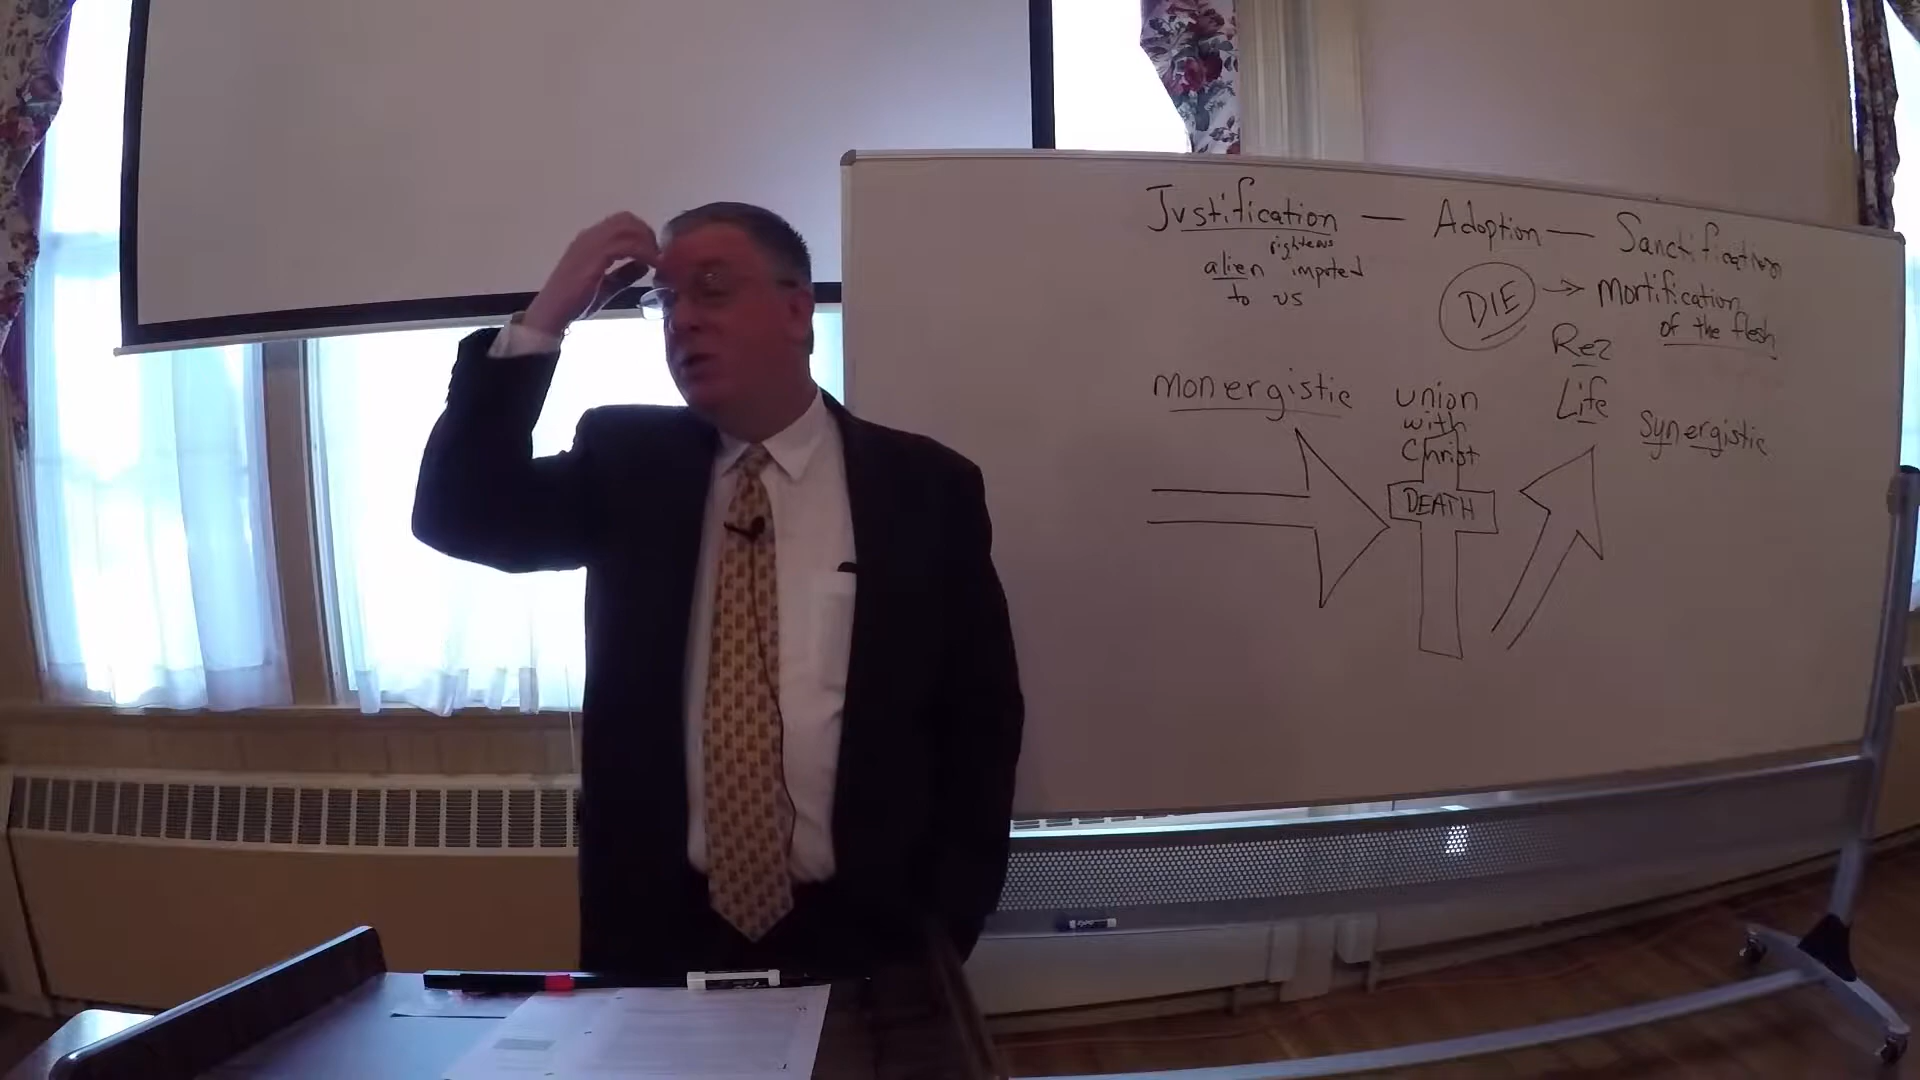 Justification — Adoption — Sanctification
righteous
alien imputed
to us
DIE → Mortification
of the flesh
Rez
Life
monergistic
union
with
Christ
DEATH
synergistic